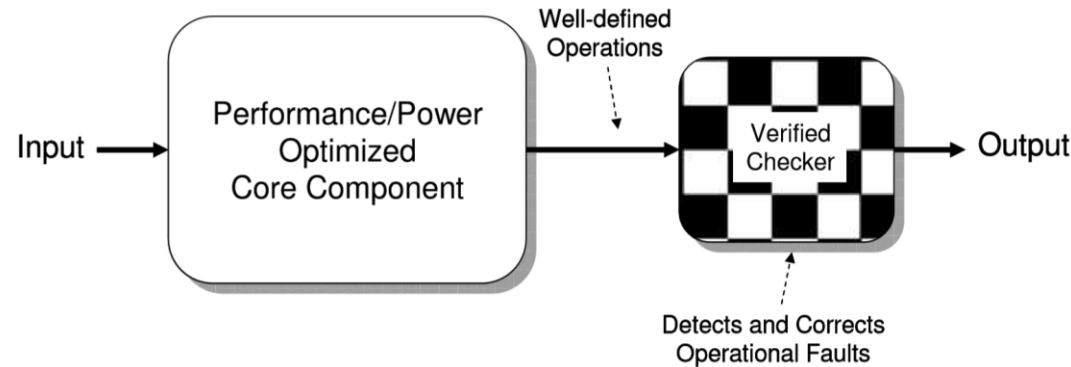 Well-defined
Operations
Input
Performance/Power
Optimized
Core Component
Verified
Checker
Output
Detects and Corrects
Operational Faults